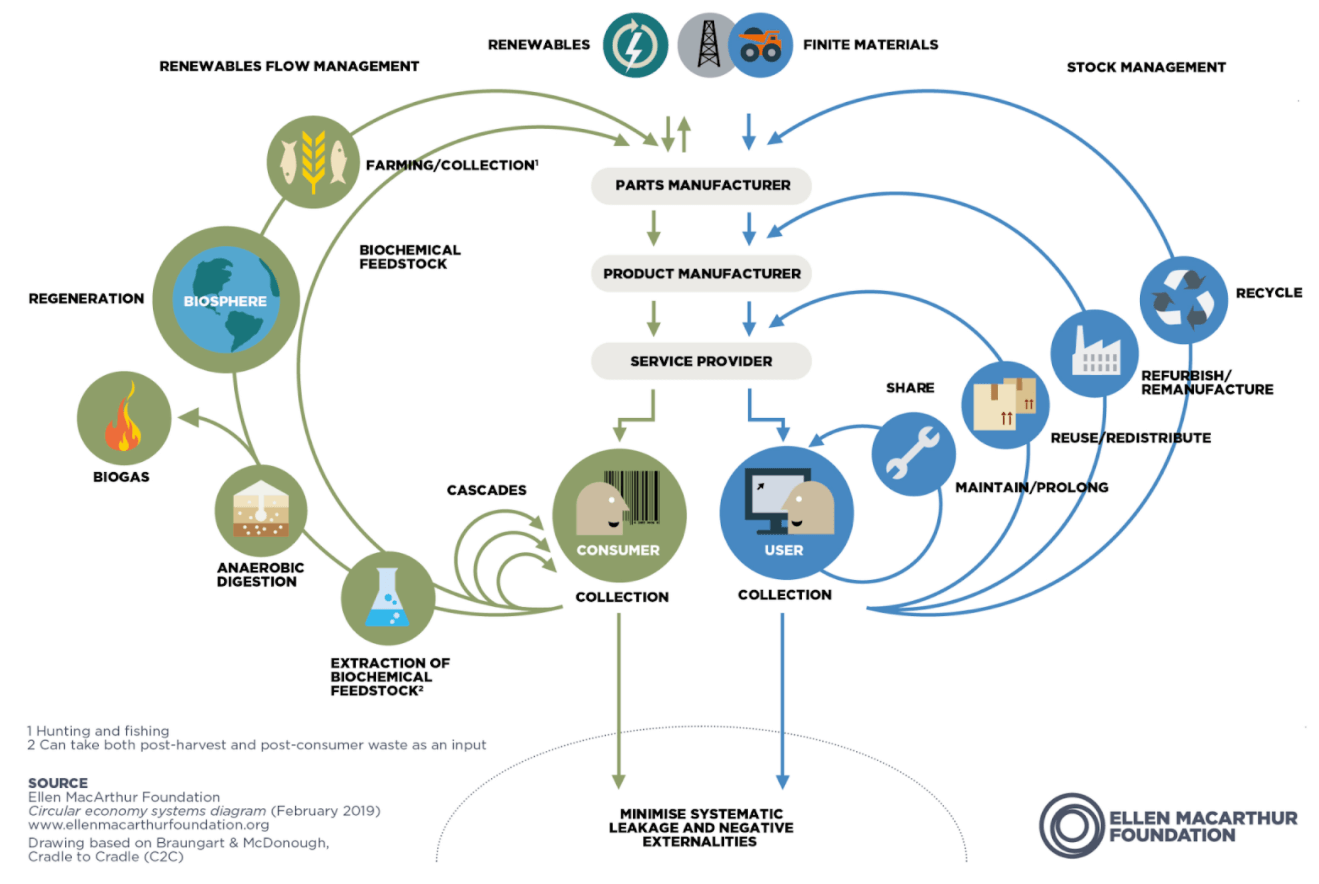 RENEWABLES
FINITE MATERIALS
RENEWABLES FLOW MANAGEMENT
STOCK MANAGEMENT
FARMING/COLLECTION¹
PARTS MANUFACTURER
BIOCHEMICAL
FEEDSTOCK
PRODUCT MANUFACTURER
REGENERATION
BIOSPHERE
RECYCLE
SERVICE PROVIDER
SHARE
REFURBISH/
REMANUFACTURE
REUSE/REDISTRIBUTE
BIOGAS
CASCADES
MAINTAIN/PROLONG
CONSUMER
USER
ANAEROBIC
DIGESTION
COLLECTION
COLLECTION
EXTRACTION OF
BIOCHEMICAL
FEEDSTOCK²
1 Hunting and fishing
2 Can take both post-harvest and post-consumer waste as an input
SOURCE
Ellen MacArthur Foundation
Circular economy systems diagram (February 2019)
www.ellenmacarthurfoundation.org
Drawing based on Braungart & McDonough,
Cradle to Cradle (C2C)
MINIMISE SYSTEMATIC
LEAKAGE AND NEGATIVE
EXTERNALITIES
ELLEN MACARTHUR
FOUNDATION